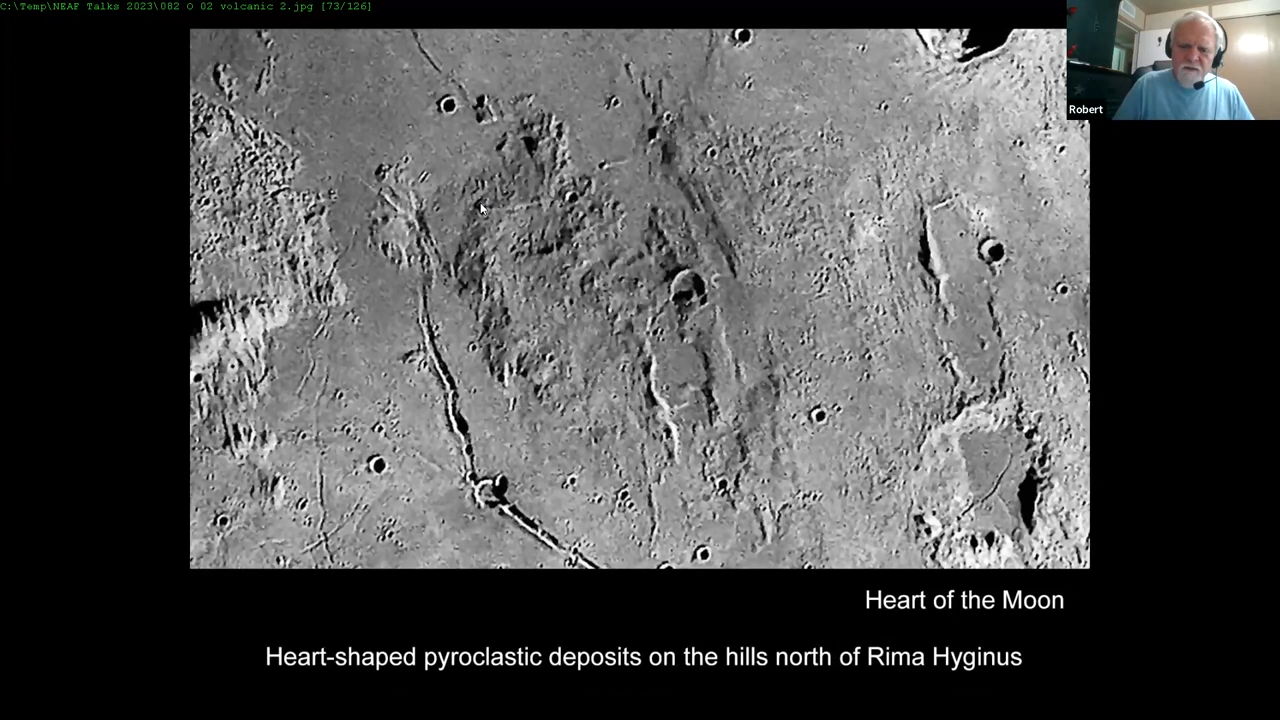 C:\Temp\NEAF Talks 2023\082 O 02 volcanic 2.jpg [73/126]
Robert
Heart of the Moon
Heart-shaped pyroclastic deposits on the hills north of Rima Hyginus